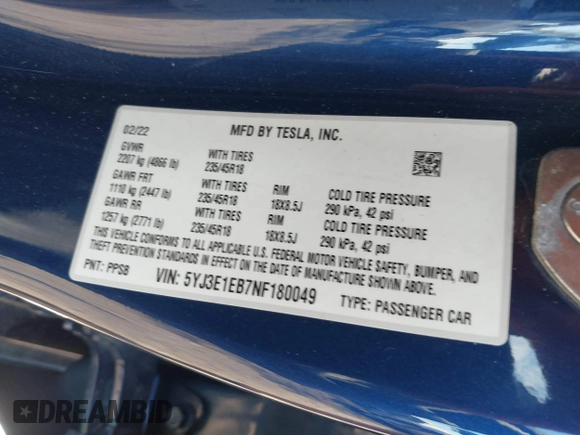 02/22 MFD BY TESLA, INC.
GVWR
2207 kg (4866 lb) WITH TIRES
235/45R18
GAWR FRT
1110 kg (2447 lb) WITH TIRES RIM COLD TIRE PRESSURE
235/45R18 18X8.5J 290 kPa, 42 psi
GAWR RR
1257 kg (2771 lb) WITH TIRES RIM COLD TIRE PRESSURE
235/45R18 18X8.5J 290 kPa, 42 psi
THIS VEHICLE CONFORMS TO ALL APPLICABLE U.S. FEDERAL MOTOR VEHICLE SAFETY, BUMPER, AND
THEFT PREVENTION STANDARDS IN EFFECT ON THE DATE OF MANUFACTURE SHOWN ABOVE.
PNT: PPSB VIN: 5YJ3E1EB7NF180049 TYPE: PASSENGER CAR
DREAMBID